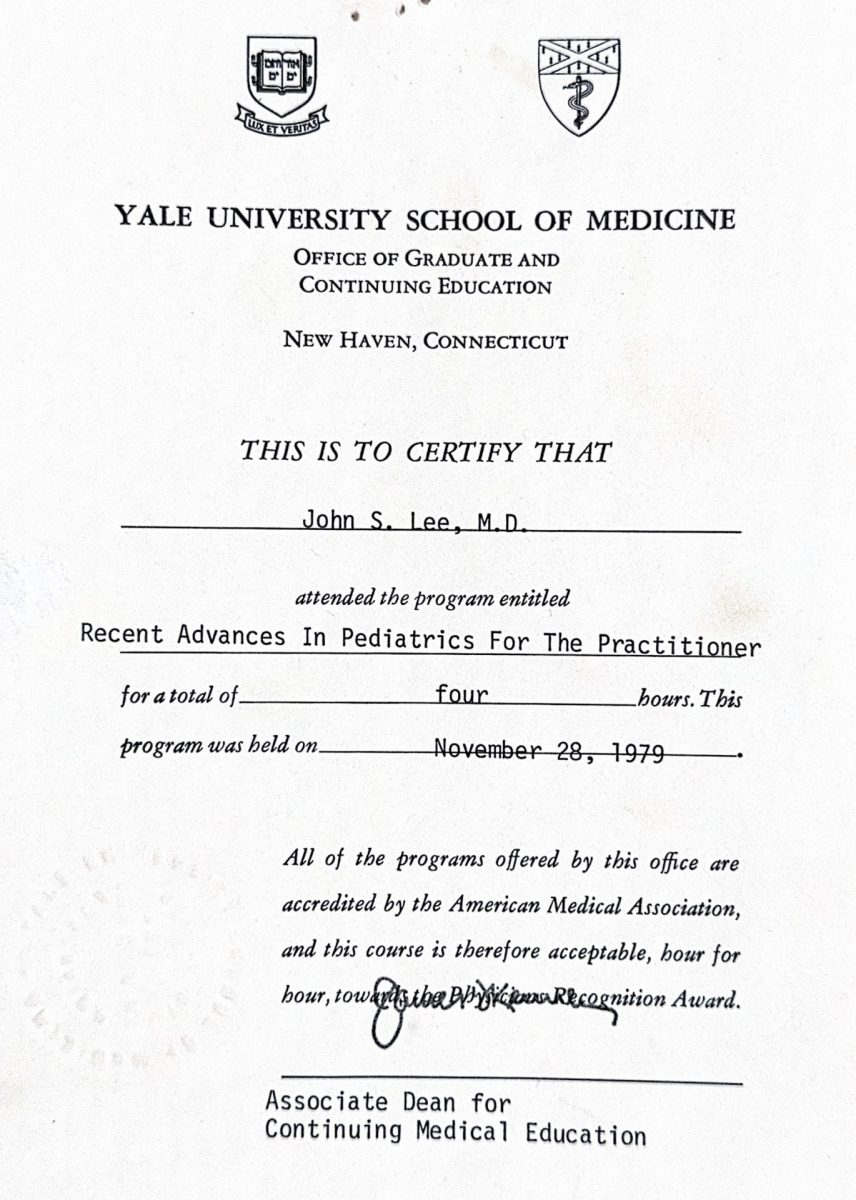 אורים ותמים
LUX ET VERITAS
YALE UNIVERSITY SCHOOL OF MEDICINE
OFFICE OF GRADUATE AND
CONTINUING EDUCATION
NEW HAVEN, CONNECTICUT
THIS IS TO CERTIFY THAT
John S. Lee, M.D.
attended the program entitled
Recent Advances In Pediatrics For The Practitioner
for a total of four hours. This
program was held on November 28, 1979.
All of the programs offered by this office are
accredited by the American Medical Association,
and this course is therefore acceptable, hour for
hour, towards the Physicians Recognition Award.
Associate Dean for
Continuing Medical Education